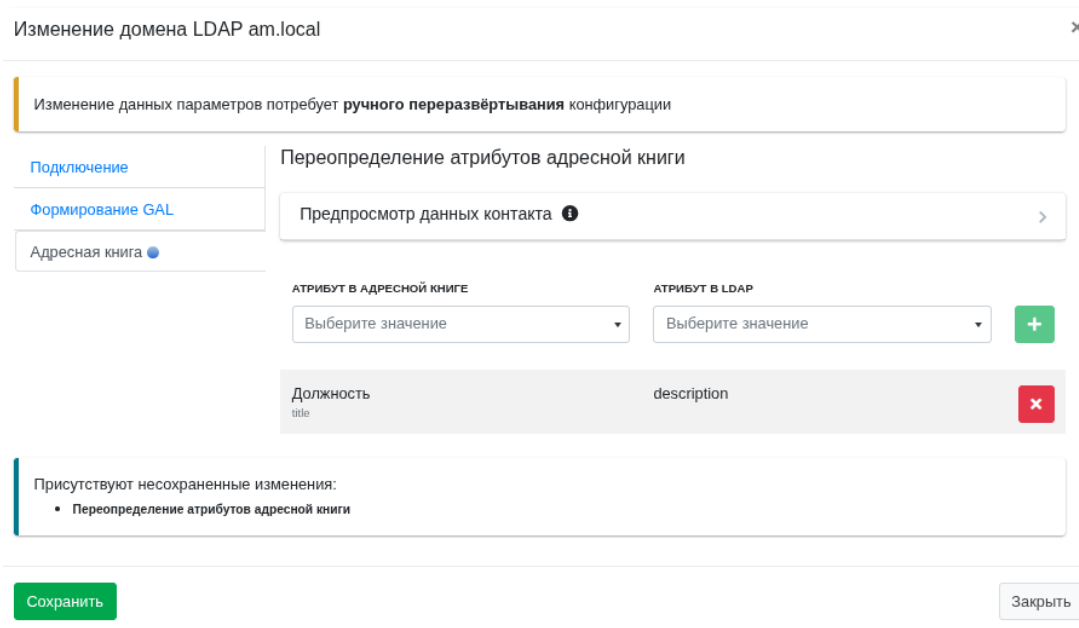 Изменение домена LDAP am.local
Изменение данных параметров потребует ручного переразвёртывания конфигурации
Подключение
Формирование GAL
Адресная книга
Переопределение атрибутов адресной книги
Предпросмотр данных контакта
АТРИБУТ В АДРЕСНОЙ КНИГЕ
АТРИБУТ В LDAP
Выберите значение
Выберите значение
Должность
description
title
Присутствуют несохраненные изменения:
Переопределение атрибутов адресной книги
Сохранить
Закрыть